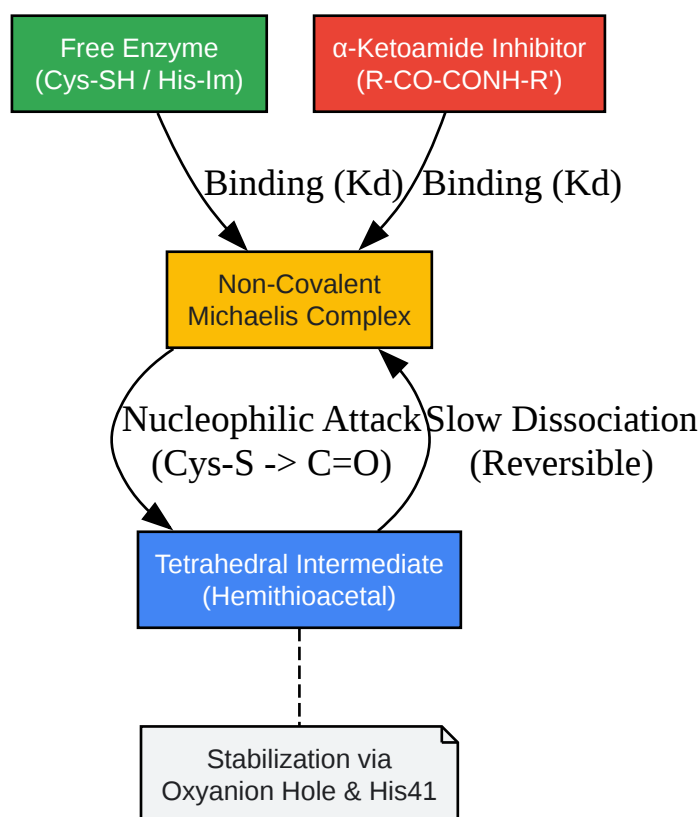 Free Enzyme
(Cys-SH / His-Im)
α-Ketoamide Inhibitor
(R-CO-CONH-R')
Binding (Kd)
Binding (Kd)
Non-Covalent
Michaelis Complex
Nucleophilic Attack
(Cys-S -> C=O)
Slow Dissociation
(Reversible)
Tetrahedral Intermediate
(Hemithioacetal)
Stabilization via
Oxyanion Hole & His41